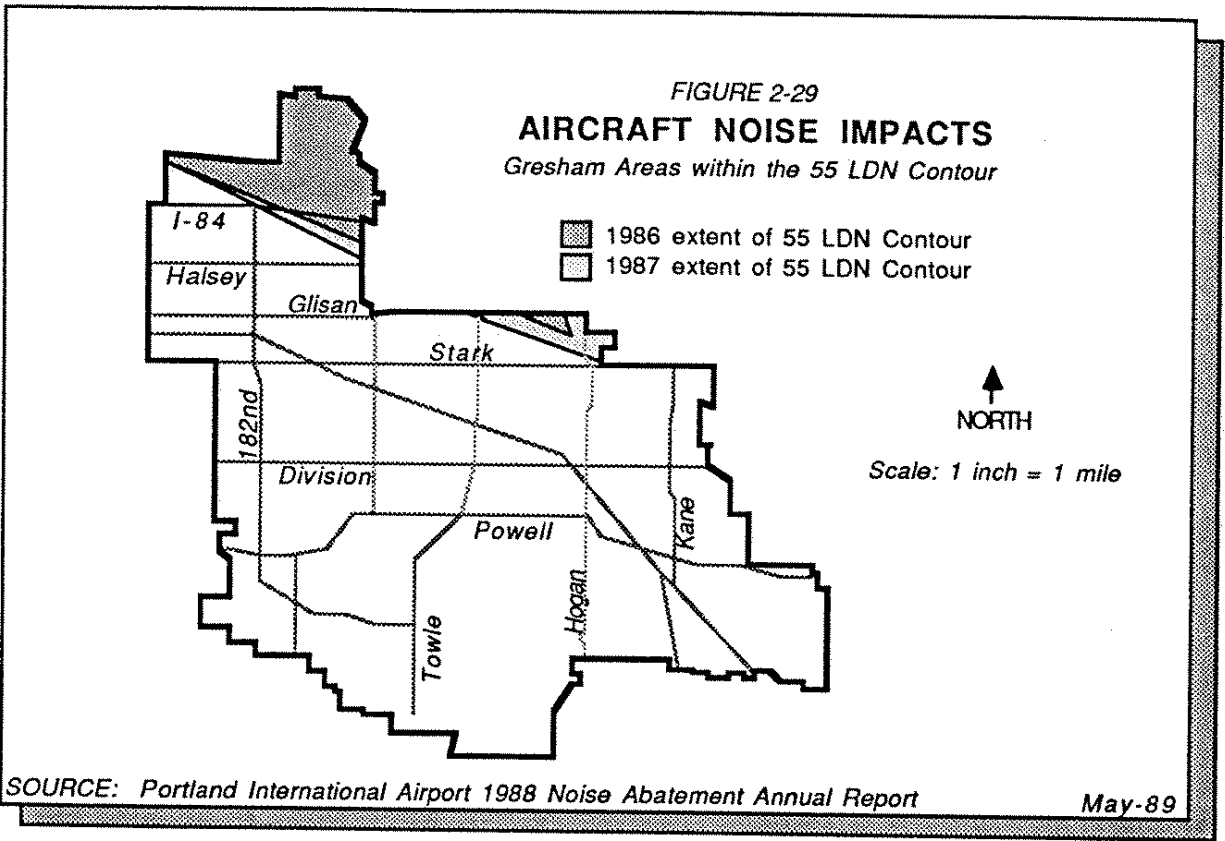 FIGURE 2-29
AIRCRAFT NOISE IMPACTS
Gresham Areas within the 55 LDN Contour
1986 extent of 55 LDN Contour
1987 extent of 55 LDN Contour
I-84
Halsey
Glisan
Stark
182nd
Division
Powell
Kane
Hogan
Towle
NORTH
Scale: 1 inch = 1 mile
SOURCE: Portland International Airport 1988 Noise Abatement Annual Report
May-89